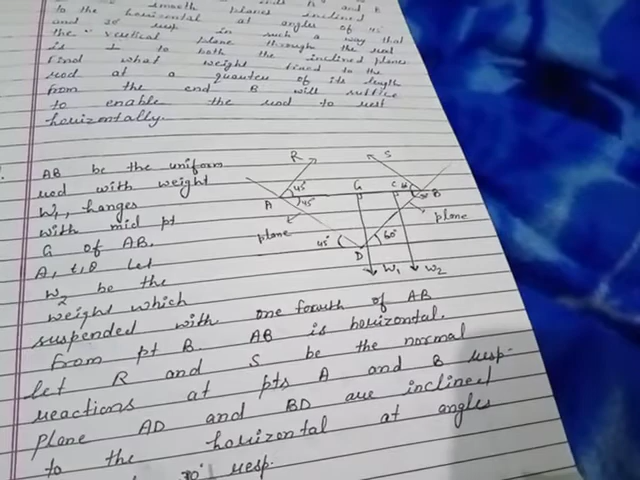 smooth planes inclined
to the horizontal at angles of 45°
and 30° resp in such a way that
the vertical plane through the rod
is ⊥ to both the inclined planes
Find what weight fixed to the
rod at a quarter of its length
from the end B will suffice
to enable the rod to rest
horizontally.
AB be the uniform
rod with weight
W₁, hanges
with mid pt
G of AB.
A, t, θ let
W₂ be the
weight which
suspended with one fourth of AB
from pt B. AB is horizontal.
let R and S be the normal
reactions at pts A and B resp.
Plane AD and BD are inclined
to the horizontal at angles
30° resp.
R
S
45°
G
C
B
A
45°
plane
plane
45°
60°
D
W₁
W₂